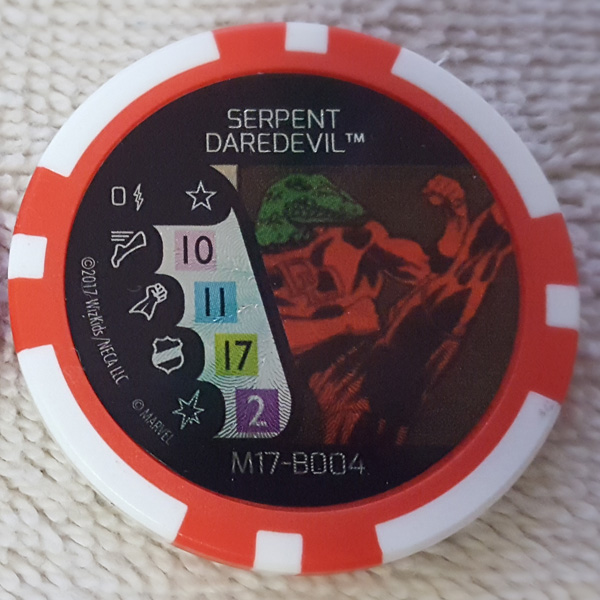 SERPENT
DAREDEVIL™
0
10
11
17
2
©2017 WizKids/NECA LLC
© MARVEL
M17-B004